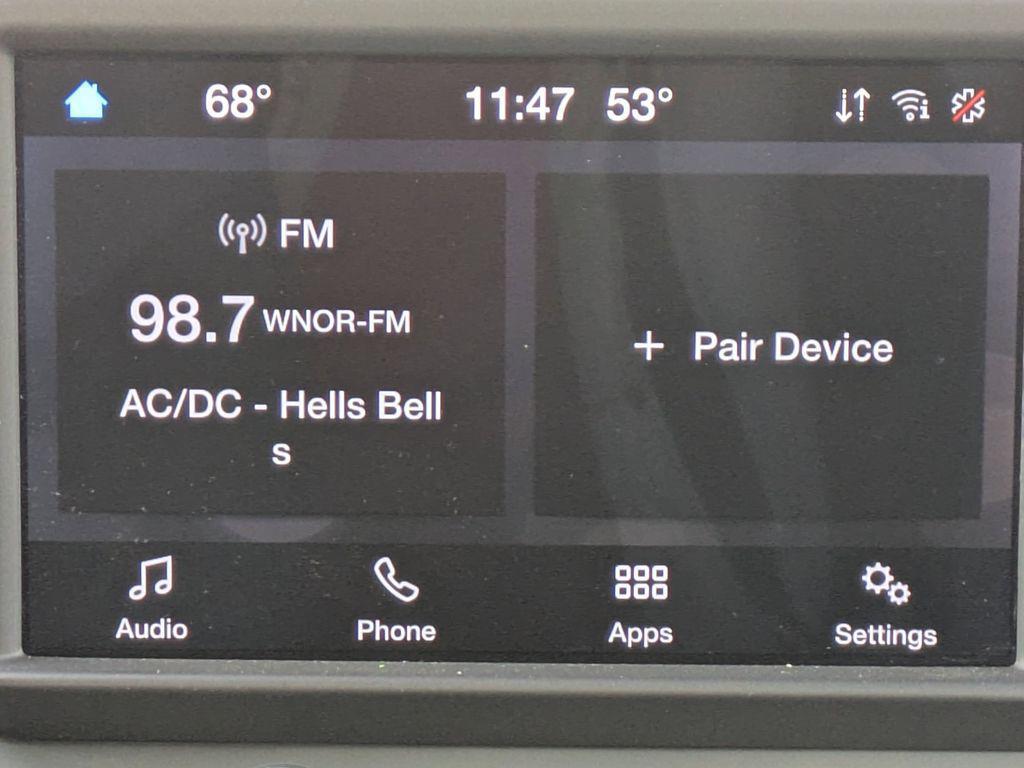 68° 11:47 53°
FM
98.7 WNOR-FM
AC/DC - Hells Bell
s
+ Pair Device
Audio Phone Apps Settings